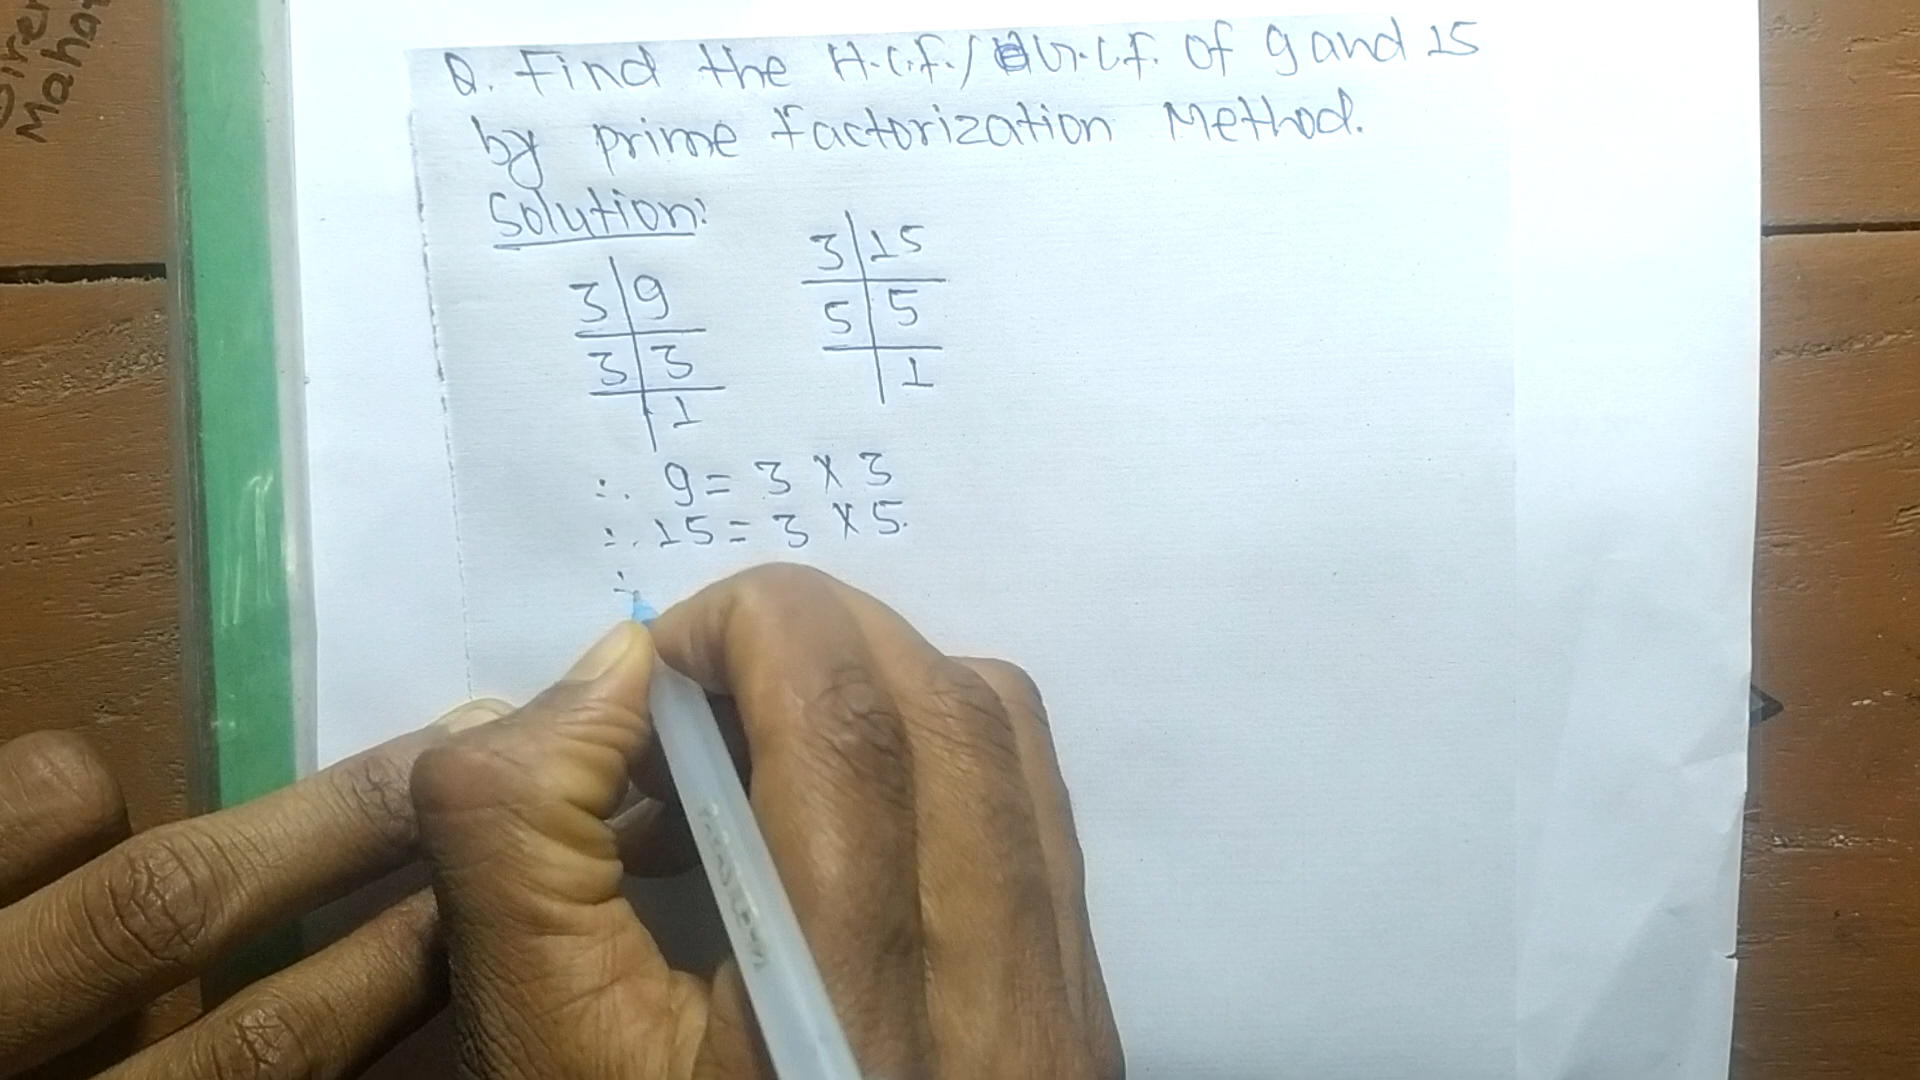 Q. Find the H.C.F./G.C.F. of 9 and 15
by prime factorization Method.
Solution:
3 | 9
3 | 3
1
3 | 15
5 | 5
1
∴ 9 = 3 × 3
∴ 15 = 3 × 5.
∴
Mahar